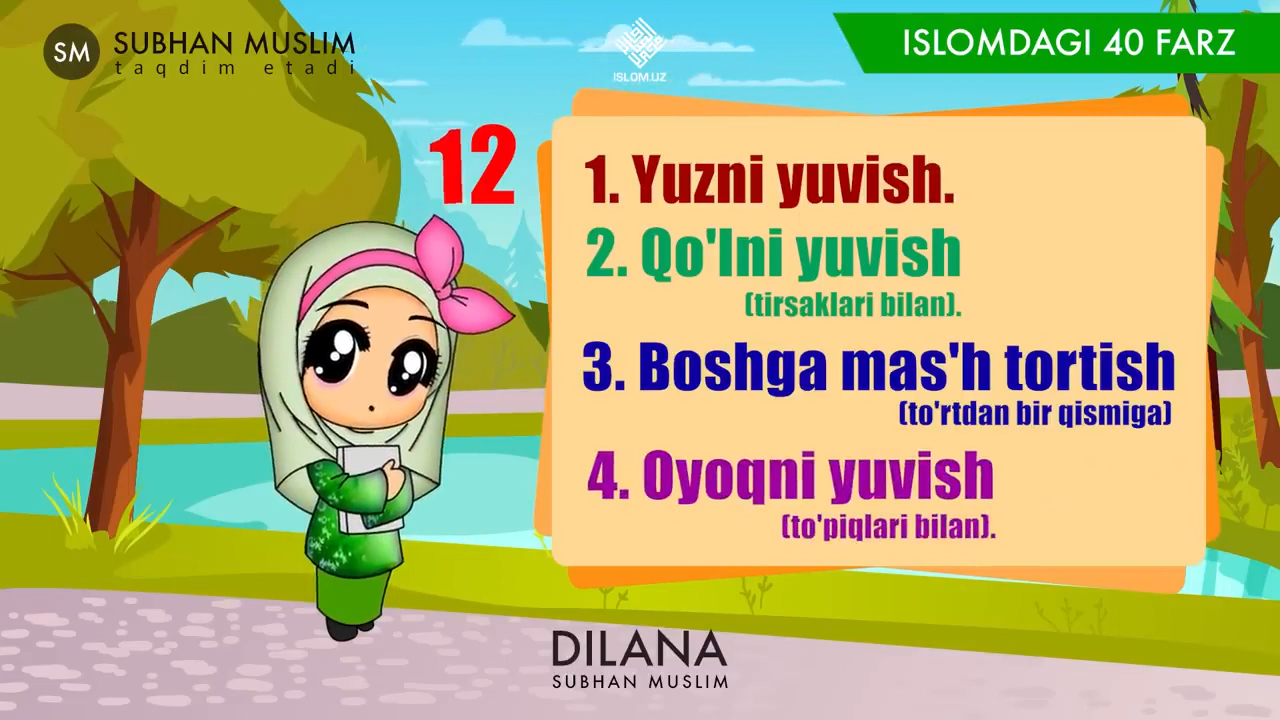 SM
SUBHAN MUSLIM
taqdim etadi
ISLOM.UZ
ISLOMDAGI 40 FARZ
12
1. Yuzni yuvish.
2. Qo'lni yuvish
(tirsaklari bilan).
3. Boshga mas'h tortish
(to'rtdan bir qismiga)
4. Oyoqni yuvish
(to'piqlari bilan).
DILANA
SUBHAN MUSLIM